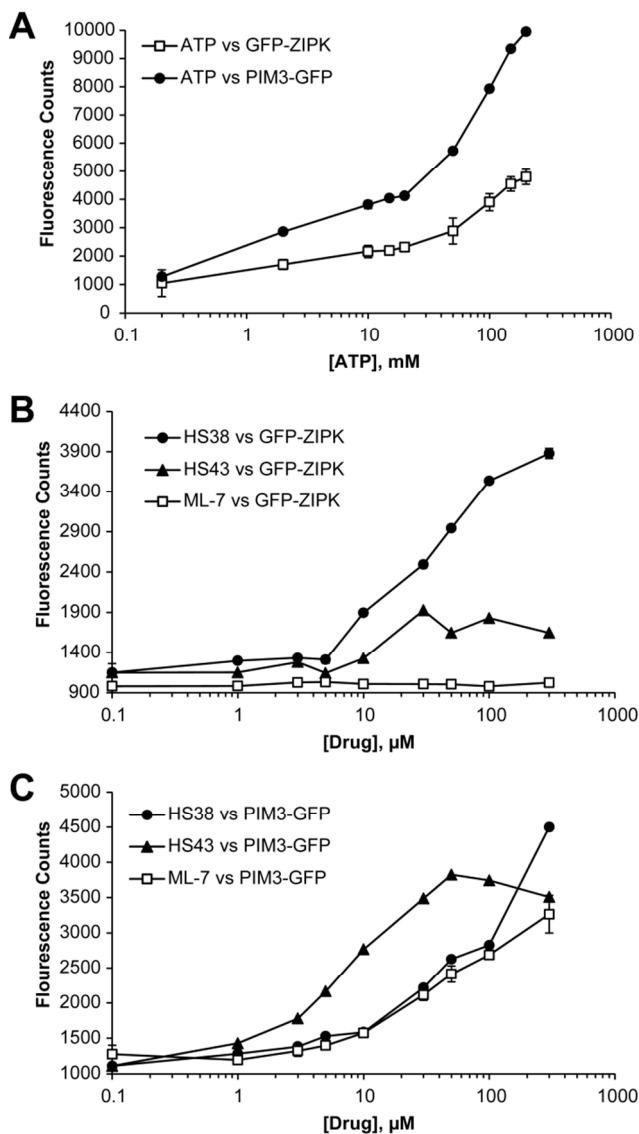 A
Fluorescence Counts
10000
9000
8000
7000
6000
5000
4000
3000
2000
1000
0
ATP vs GFP-ZIPK
ATP vs PIM3-GFP
0.1 1 10 100 1000
[ATP], mM
B
Fluorescence Counts
4400
3900
3400
2900
2400
1900
1400
900
HS38 vs GFP-ZIPK
HS43 vs GFP-ZIPK
ML-7 vs GFP-ZIPK
0.1 1 10 100 1000
[Drug], µM
C
Flourescence Counts
5000
4500
4000
3500
3000
2500
2000
1500
1000
HS38 vs PIM3-GFP
HS43 vs PIM3-GFP
ML-7 vs PIM3-GFP
0.1 1 10 100 1000
[Drug], µM